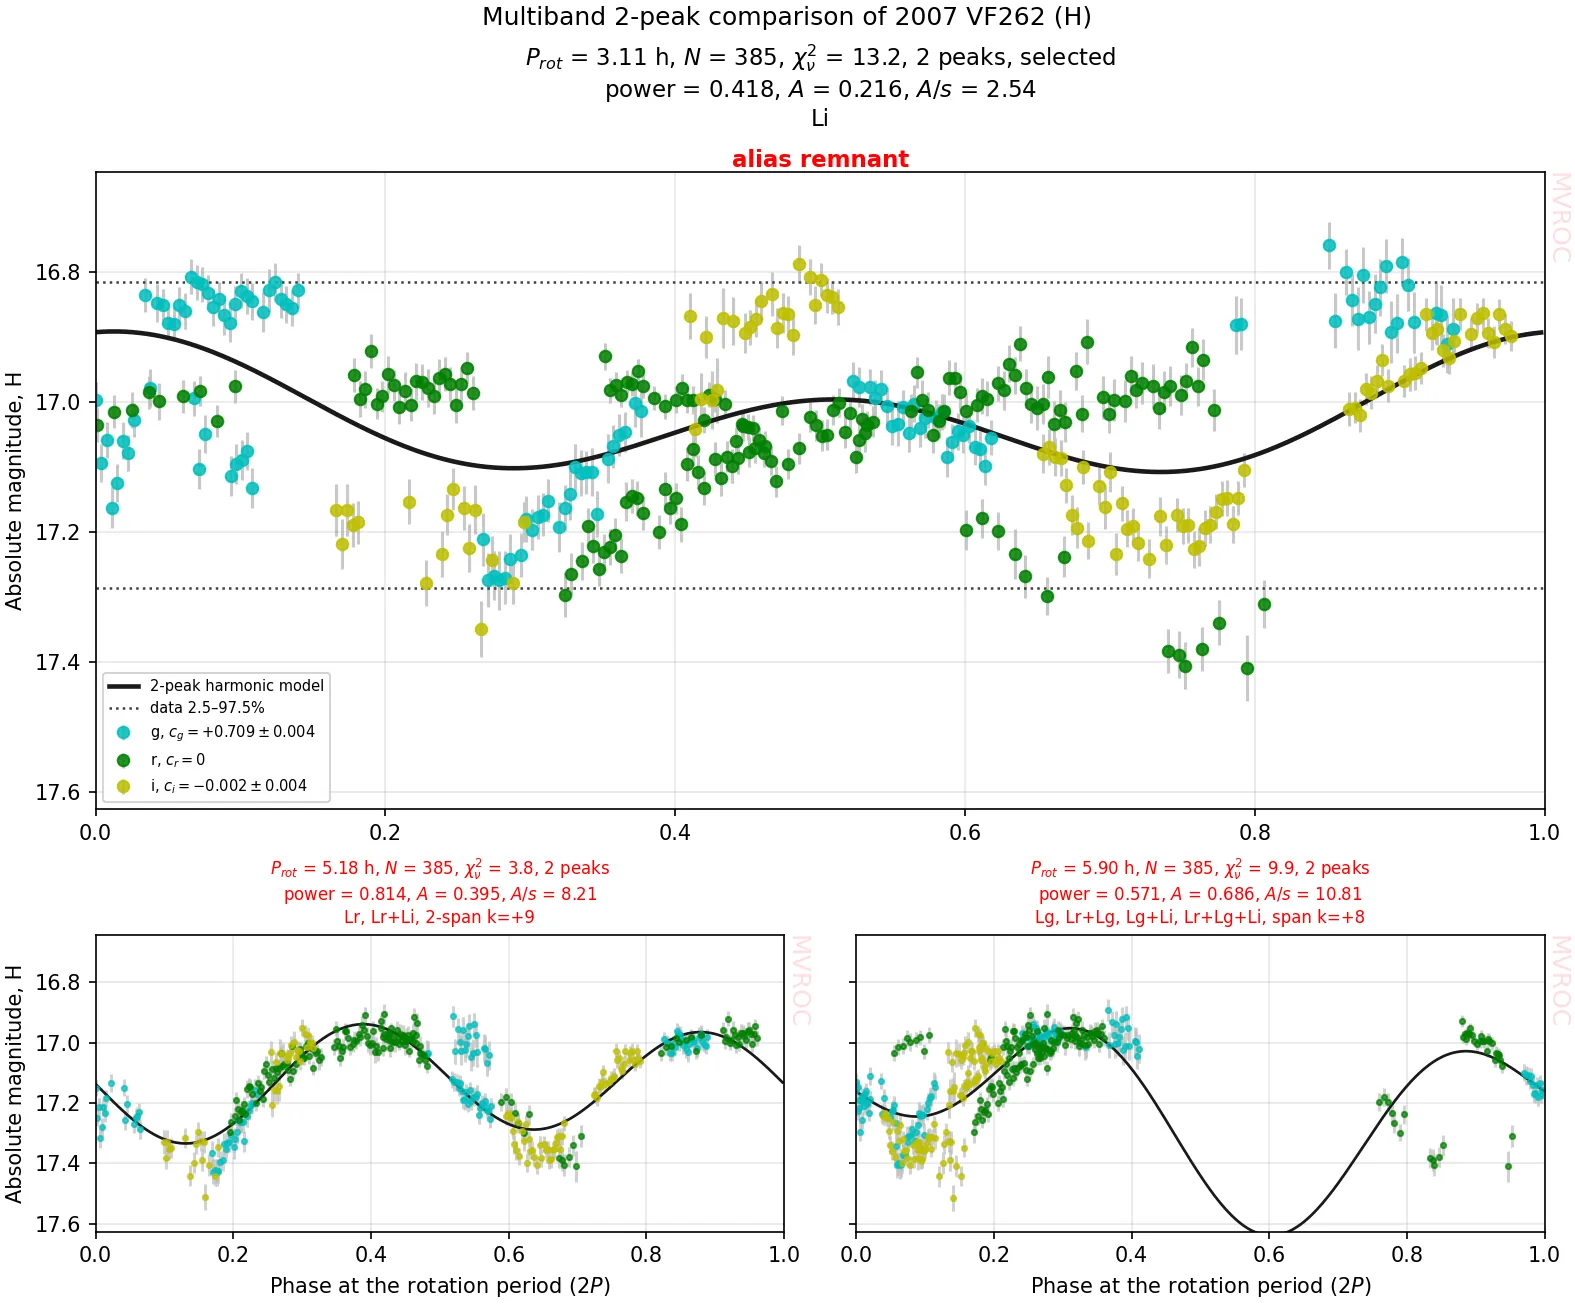 Multiband 2-peak comparison of 2007 VF262 (H)
P_rot = 3.11 h, N = 385, χ²_ν = 13.2, 2 peaks, selected
power = 0.418, A = 0.216, A/s = 2.54
Li
alias remnant
MVROC
Absolute magnitude, H
16.8
17.0
17.2
17.4
17.6
2-peak harmonic model
data 2.5–97.5%
g, c_g = +0.709 ± 0.004
r, c_r = 0
i, c_i = −0.002 ± 0.004
0.0 0.2 0.4 0.6 0.8 1.0
P_rot = 5.18 h, N = 385, χ²_ν = 3.8, 2 peaks
power = 0.814, A = 0.395, A/s = 8.21
Lr, Lr+Li, 2-span k=+9
MVROC
Absolute magnitude, H
16.8
17.0
17.2
17.4
17.6
0.0 0.2 0.4 0.6 0.8 1.0
Phase at the rotation period (2P)
P_rot = 5.90 h, N = 385, χ²_ν = 9.9, 2 peaks
power = 0.571, A = 0.686, A/s = 10.81
Lg, Lr+Lg, Lg+Li, Lr+Lg+Li, span k=+8
MVROC
0.0 0.2 0.4 0.6 0.8 1.0
Phase at the rotation period (2P)